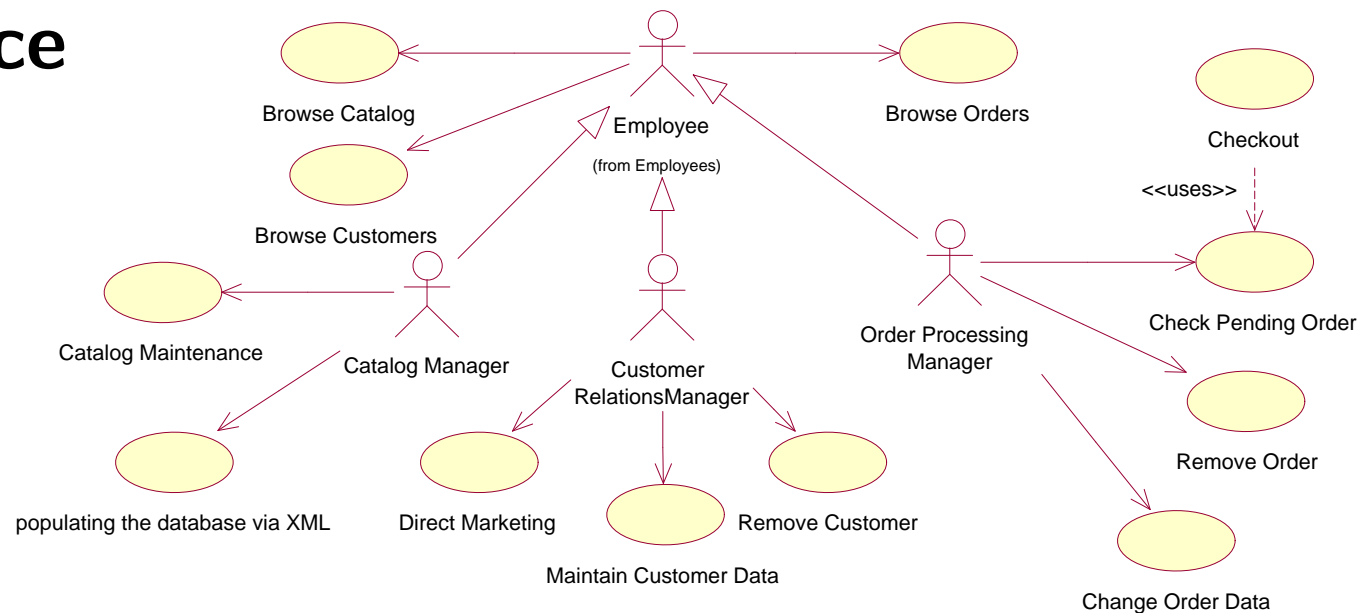 ce
Browse Catalog
Employee
(from Employees)
Browse Orders
Checkout
<<uses>>
Browse Customers
Catalog Maintenance
Catalog Manager
Customer
RelationsManager
Order Processing
Manager
Check Pending Order
Remove Order
populating the database via XML
Direct Marketing
Maintain Customer Data
Remove Customer
Change Order Data